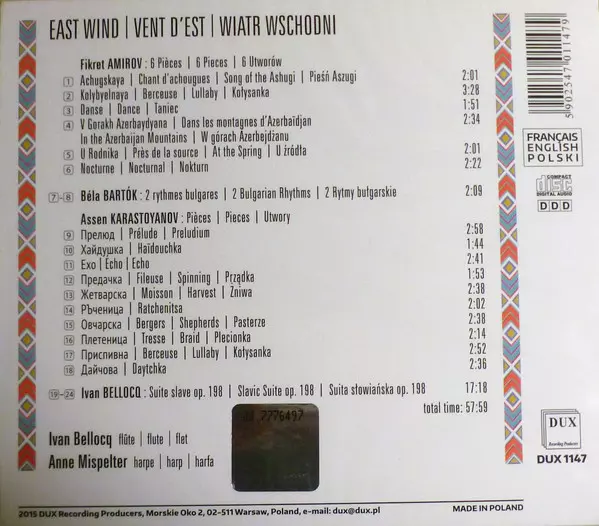 EAST WIND | VENT D'EST | WIATR WSCHODNI
Fikret AMIROV : 6 Pièces | 6 Pieces | 6 Utworów
1 Achugskaya | Chant d'achougues | Song of the Ashugi | Pieśń Aszugi 2:01
2 Kolybyelnaya | Berceuse | Lullaby | Kołysanka 3:28
3 Danse | Dance | Taniec 1:51
4 V Gorakh Azerbaydyana | Dans les montagnes d'Azerbaïdjan 2:34
In the Azerbaijan Mountains | W górach Azerbejdżanu
5 U Rodnika | Près de la source | At the Spring | U źródła 2:01
6 Nocturne | Nocturnal | Nokturn 2:22
7-8 Béla BARTÓK : 2 rythmes bulgares | 2 Bulgarian Rhythms | 2 Rytmy bułgarskie 2:09
Assen KARASTOYANOV : Pièces | Pieces | Utwory
9 Прелюд | Prélude | Preludium 2:58
10 Хайдушка | Haïdouchka 1:44
11 Ехо | Echo | Echo 2:41
12 Предачка | Fileuse | Spinning | Prządka 1:53
13 Жетварска | Moisson | Harvest | Żniwa 2:38
14 Ръченица | Ratchenitsa 2:02
15 Овчарска | Bergers | Shepherds | Pasterze 2:38
16 Плетеница | Tresse | Braid | Plecionka 2:14
17 Приспивна | Berceuse | Lullaby | Kołysanka 2:52
18 Дайчова | Daytchka 2:36
19-24 Ivan BELLOCQ : Suite slave op. 198 | Slavic Suite op. 198 | Suita słowiańska op. 198 17:18
total time: 57:59
Ivan Bellocq flûte | flute | flet
Anne Mispelter harpe | harp | harfa
2776497
5 902547 011479
FRANÇAIS
ENGLISH
POLSKI
COMPACT
disc
DIGITAL AUDIO
DDD
DUX
Recording Producers
DUX 1147
2015 DUX Recording Producers, Morskie Oko 2, 02-511 Warsaw, Poland, e-mail: dux@dux.pl
MADE IN POLAND